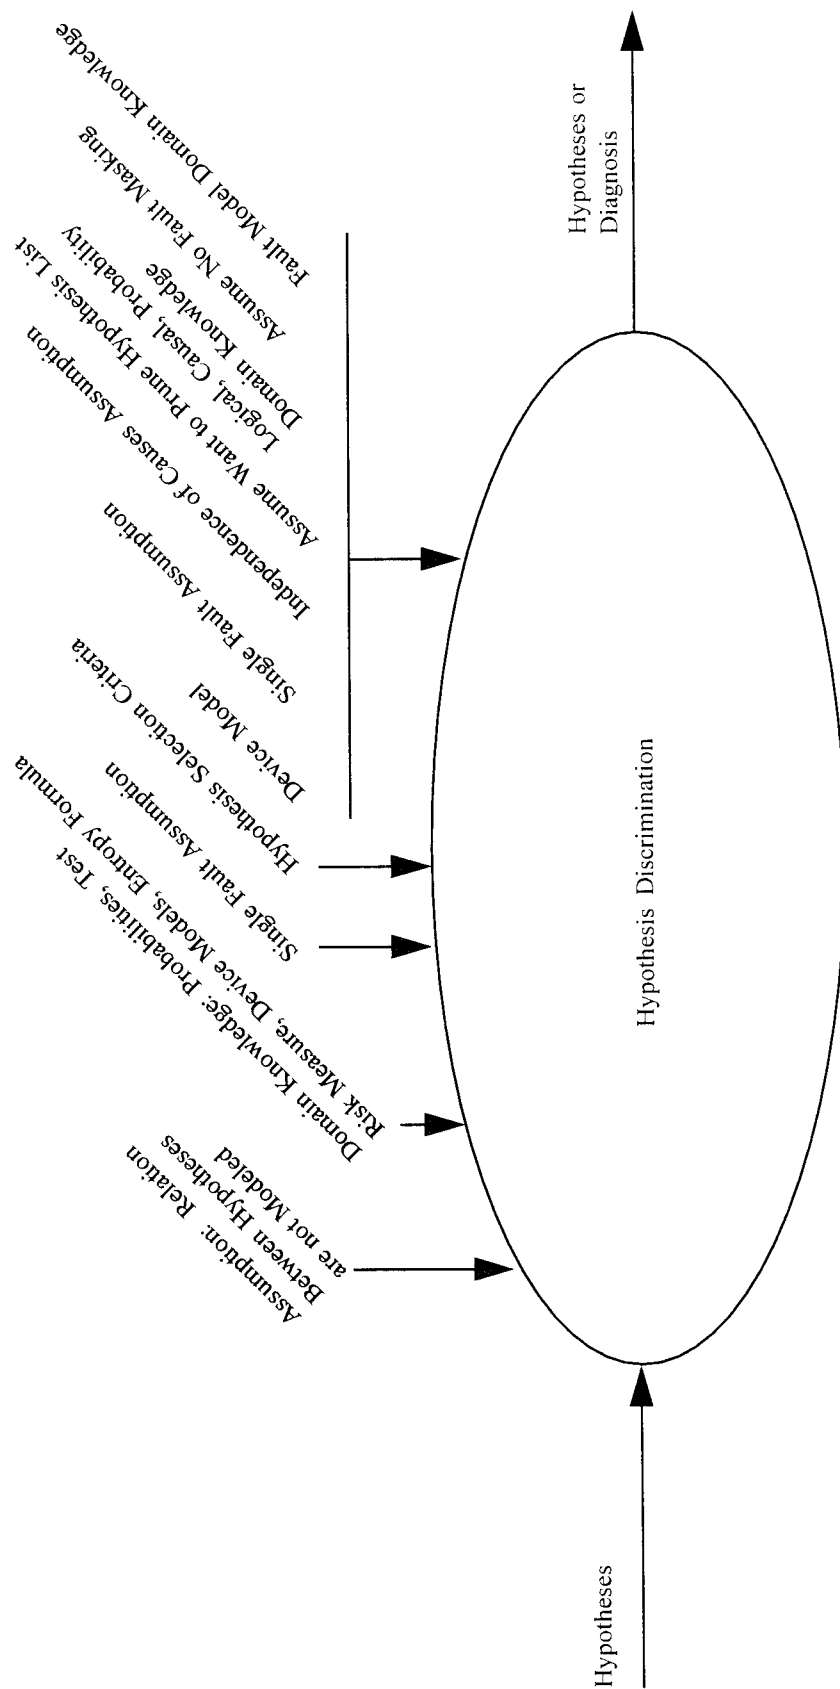 Hypotheses
Assumption: Relation
Between Hypotheses
are not Modeled
Domain Knowledge: Probabilities, Test
Risk Measure, Device Models, Entropy Formula
Single Fault Assumption
Hypothesis Selection Criteria
Device Model
Single Fault Assumption
Independence of Causes Assumption
Assume Want to Prune Hypothesis List
Logical, Causal, Probability
Domain Knowledge
Assume No Fault Masking
Fault Model Domain Knowledge
Hypothesis Discrimination
Hypotheses or
Diagnosis